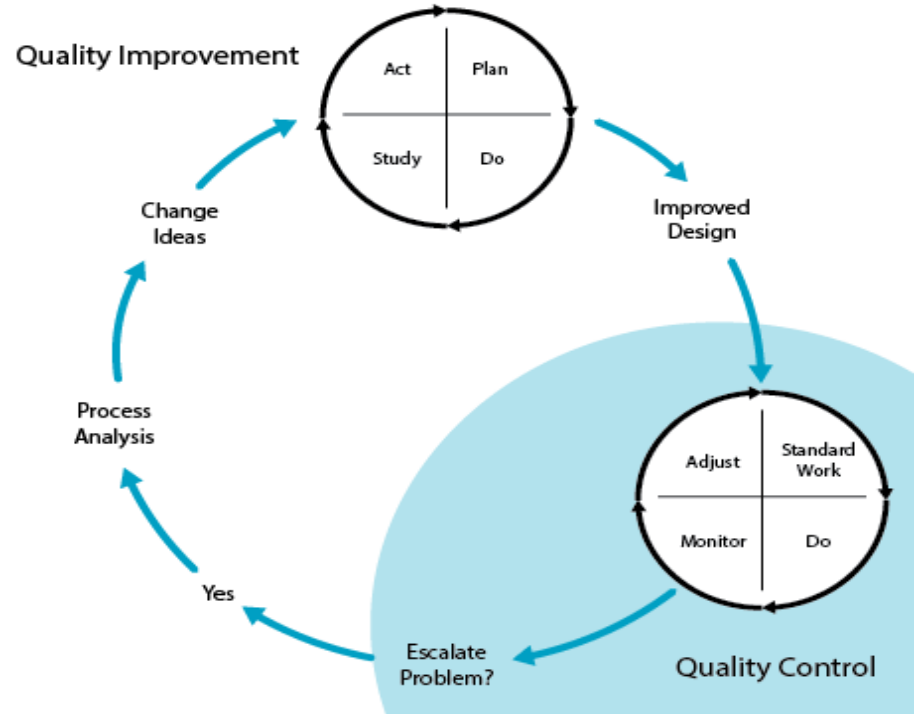 Quality Improvement
Act
Plan
Study
Do
Change
Ideas
Improved
Design
Process
Analysis
Adjust
Standard
Work
Monitor
Do
Yes
Escalate
Problem?
Quality Control